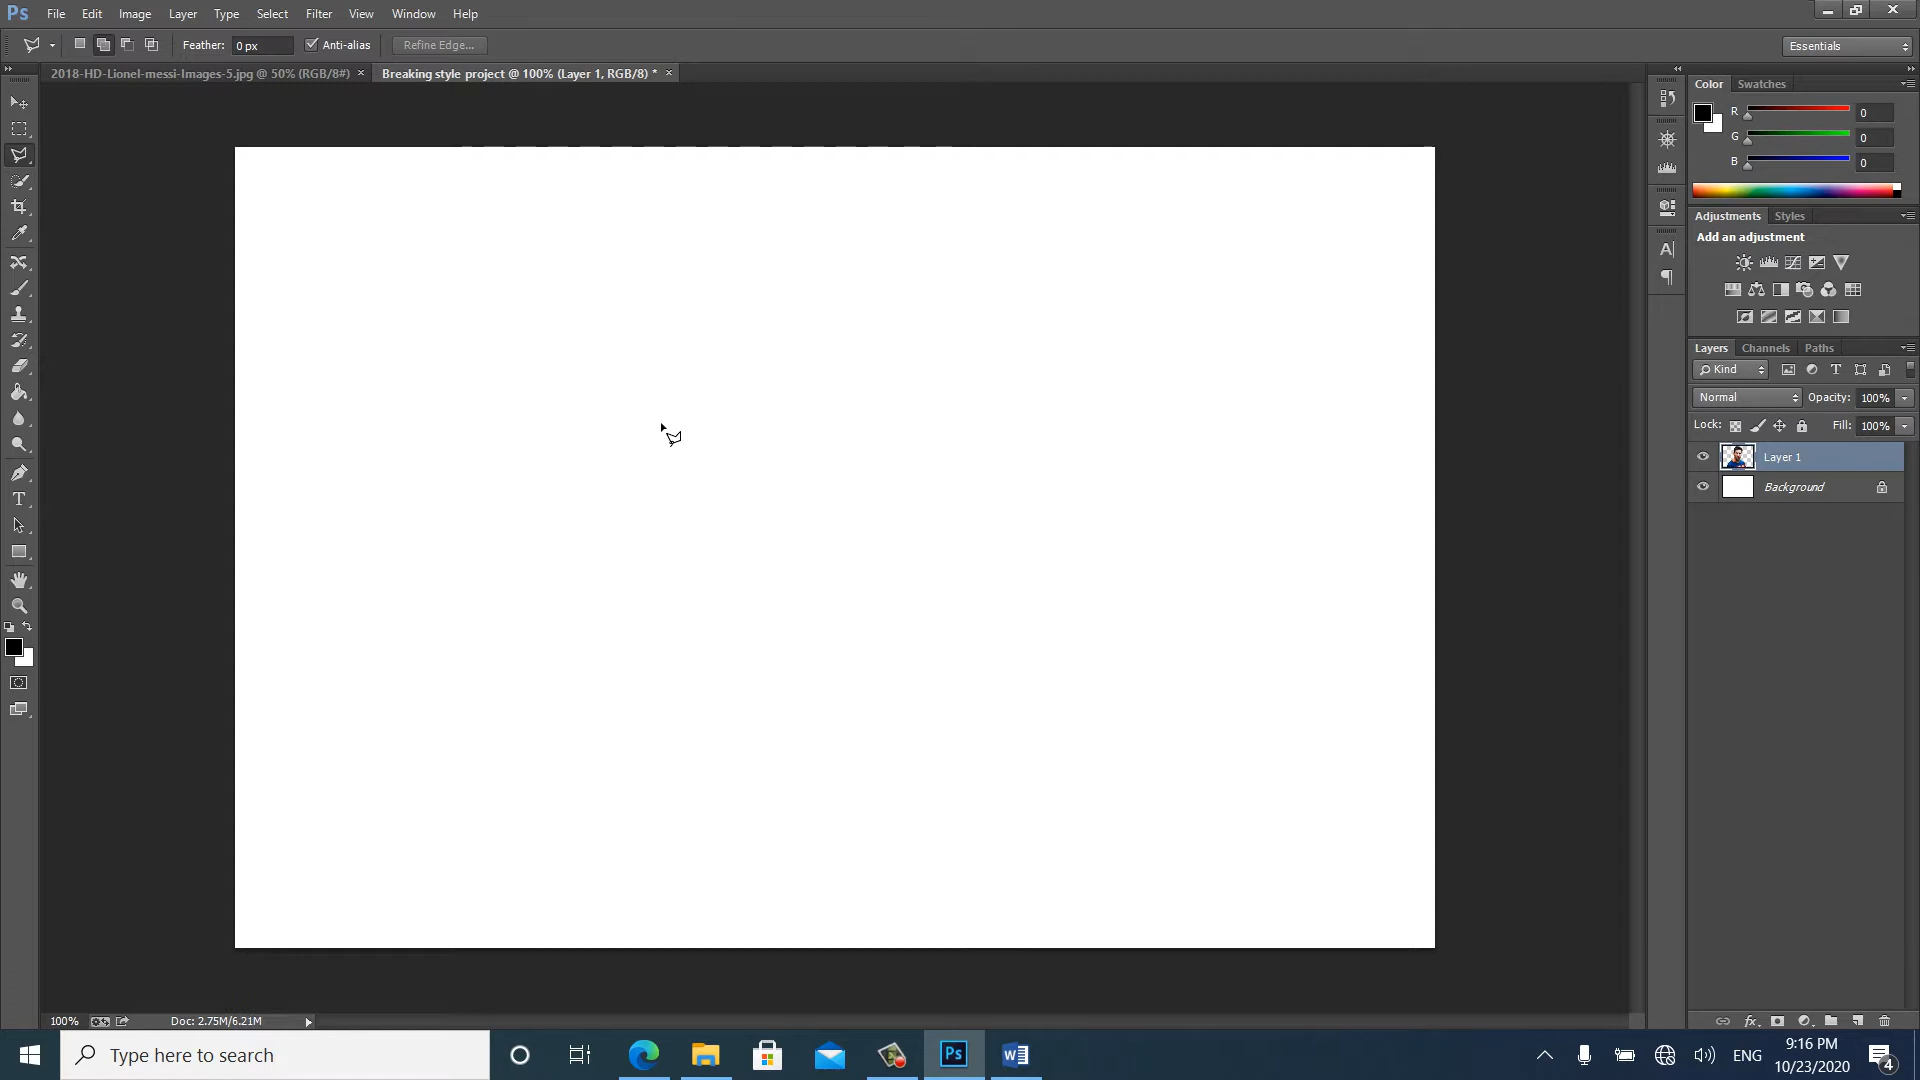 Ps File Edit Image Layer Type Select Filter View Window Help
Feather: 0 px Anti-alias Refine Edge... Essentials
2018-HD-Lionel-messi-Images-5.jpg @ 50% (RGB/8#) × Breaking style project @ 100% (Layer 1, RGB/8) * ×
Color Swatches
R 0
G 0
B 0
Adjustments Styles
Add an adjustment
Layers Channels Paths
Kind
Normal Opacity: 100%
Lock: Fill: 100%
Layer 1
Background
100% Doc: 2.75M/6.21M
Type here to search
Ps
ENG
9:16 PM
10/23/2020
4